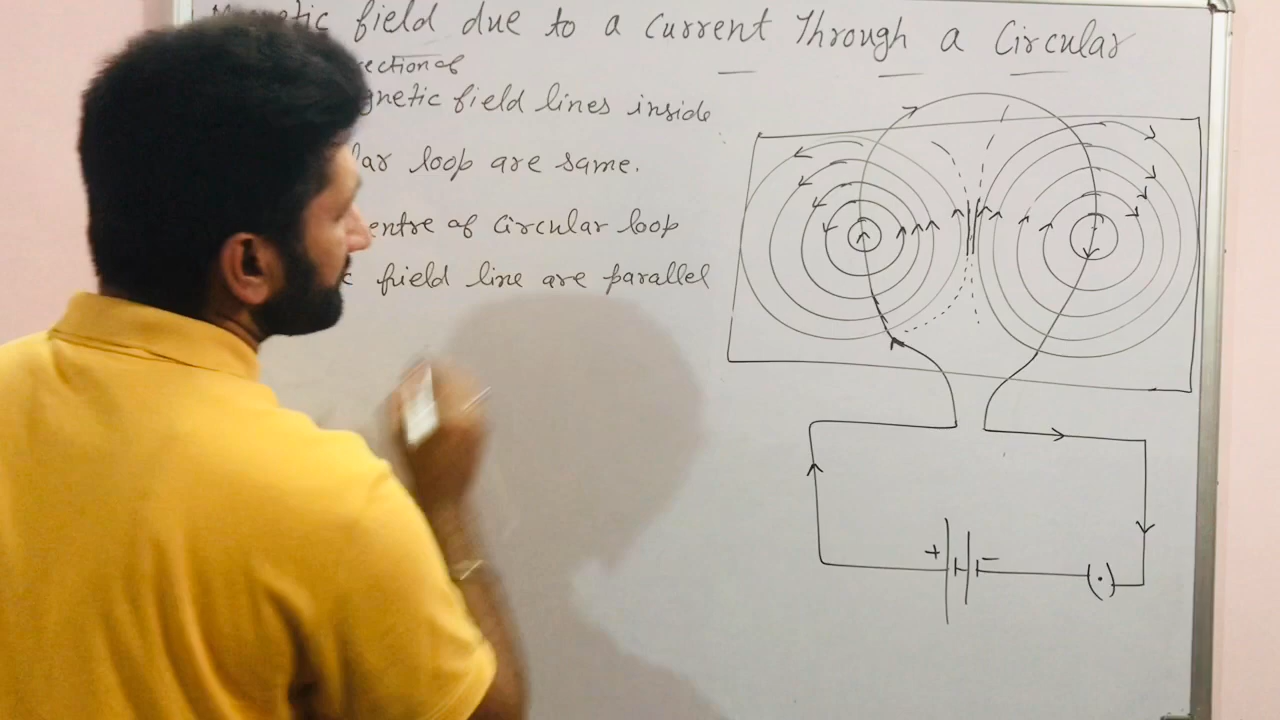 Magnetic field due to a current Through a Circular
rection of
gnetic field lines inside
lar loop are same.
entre of Circular loop
c field line are parallel
+ −